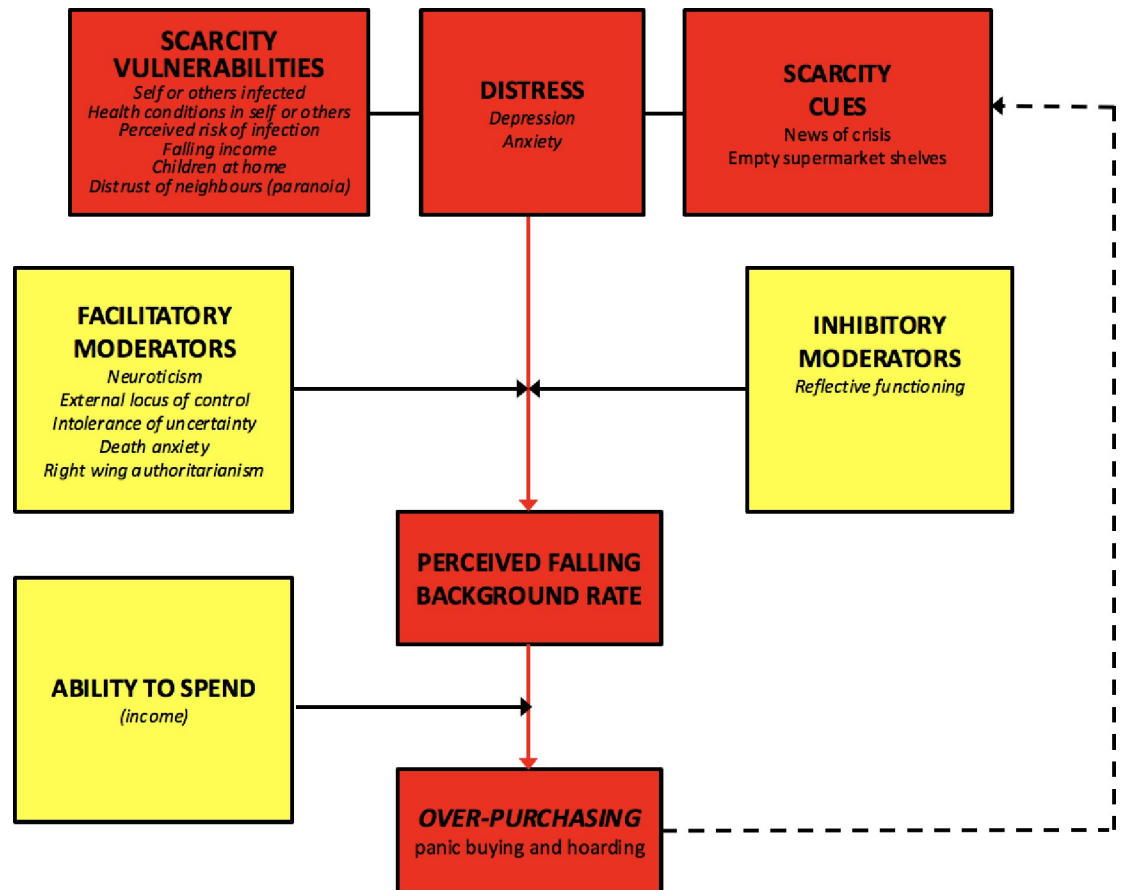 SCARCITY
VULNERABILITIES
Self or others infected
Health conditions in self or others
Perceived risk of infection
Falling income
Children at home
Distrust of neighbours (paranoia)
DISTRESS
Depression
Anxiety
SCARCITY
CUES
News of crisis
Empty supermarket shelves
FACILITATORY
MODERATORS
Neuroticism
External locus of control
Intolerance of uncertainty
Death anxiety
Right wing authoritarianism
INHIBITORY
MODERATORS
Reflective functioning
PERCEIVED FALLING
BACKGROUND RATE
ABILITY TO SPEND
(income)
OVER-PURCHASING
panic buying and hoarding